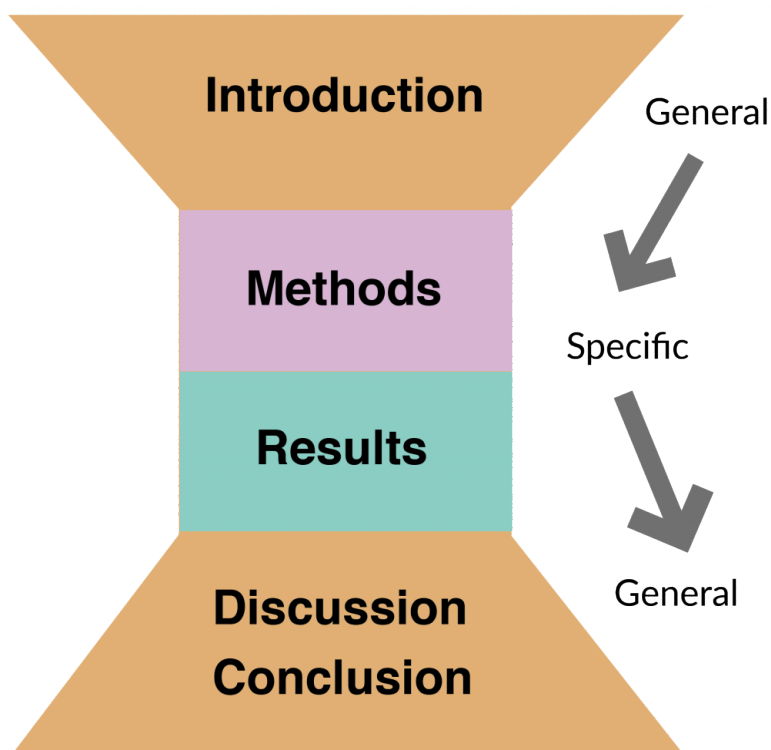 Introduction
General
Methods
Specific
Results
General
Discussion
Conclusion